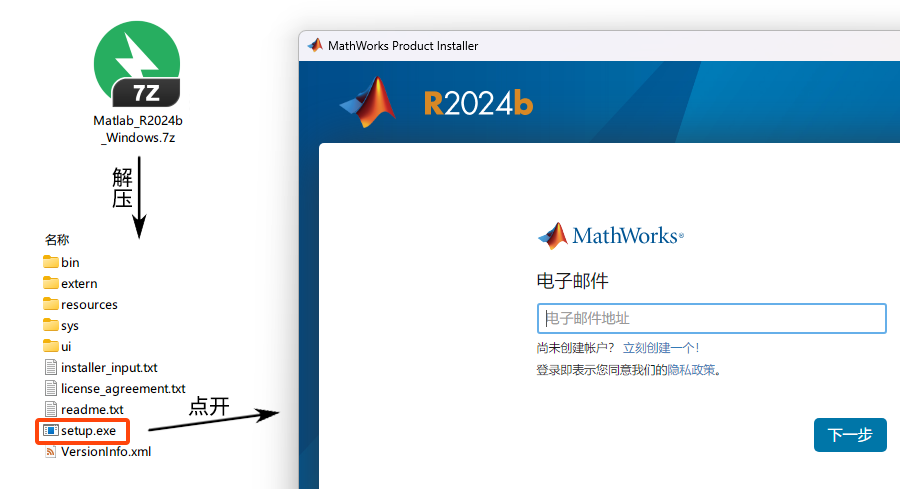 7Z
Matlab_R2024b
_Windows.7z
解压
名称
bin
extern
resources
sys
ui
installer_input.txt
license_agreement.txt
readme.txt
setup.exe
VersionInfo.xml
点开
MathWorks Product Installer
R2024b
MathWorks®
电子邮件
电子邮件地址
尚未创建帐户? 立刻创建一个!
登录即表示您同意我们的隐私政策。
下一步